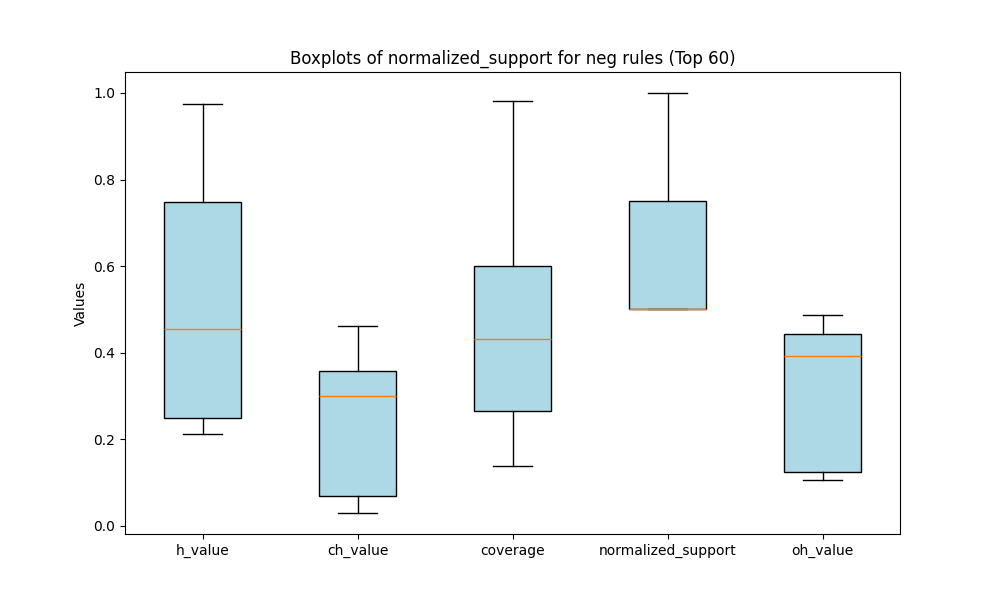 Boxplots of normalized_support for neg rules (Top 60)
Values
1.0
0.8
0.6
0.4
0.2
0.0
h_value
ch_value
coverage
normalized_support
oh_value